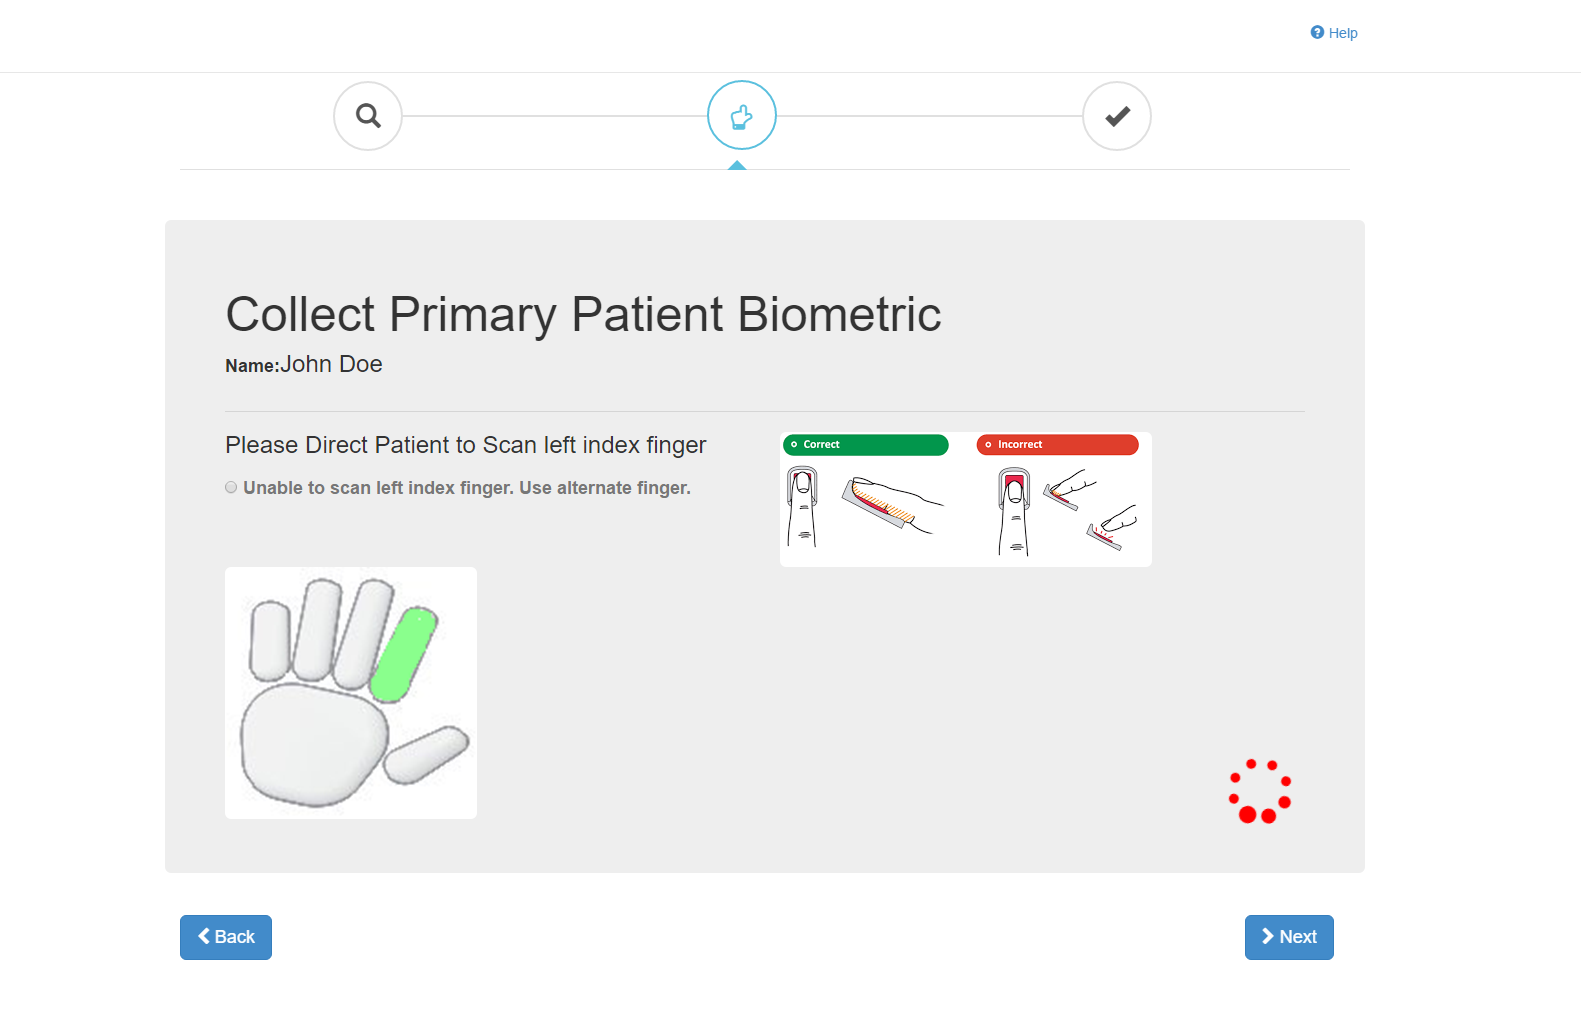 Help
Collect Primary Patient Biometric
Name:John Doe
Please Direct Patient to Scan left index finger
Unable to scan left index finger. Use alternate finger.
Correct
Incorrect
Back
Next